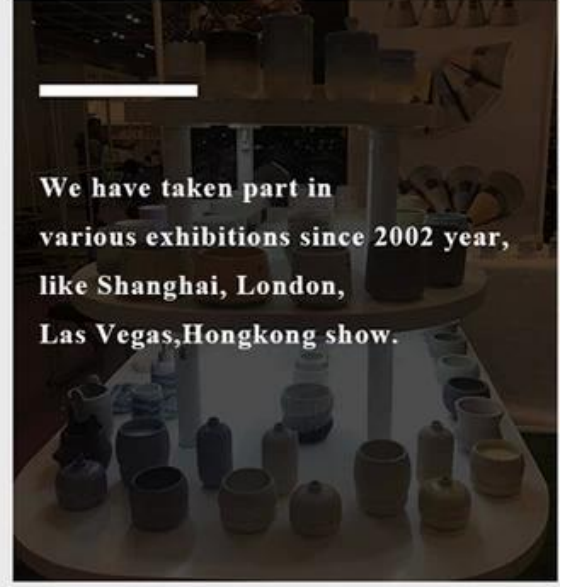 We have taken part in
various exhibitions since 2002 year,
like Shanghai, London,
Las Vegas,Hongkong show.